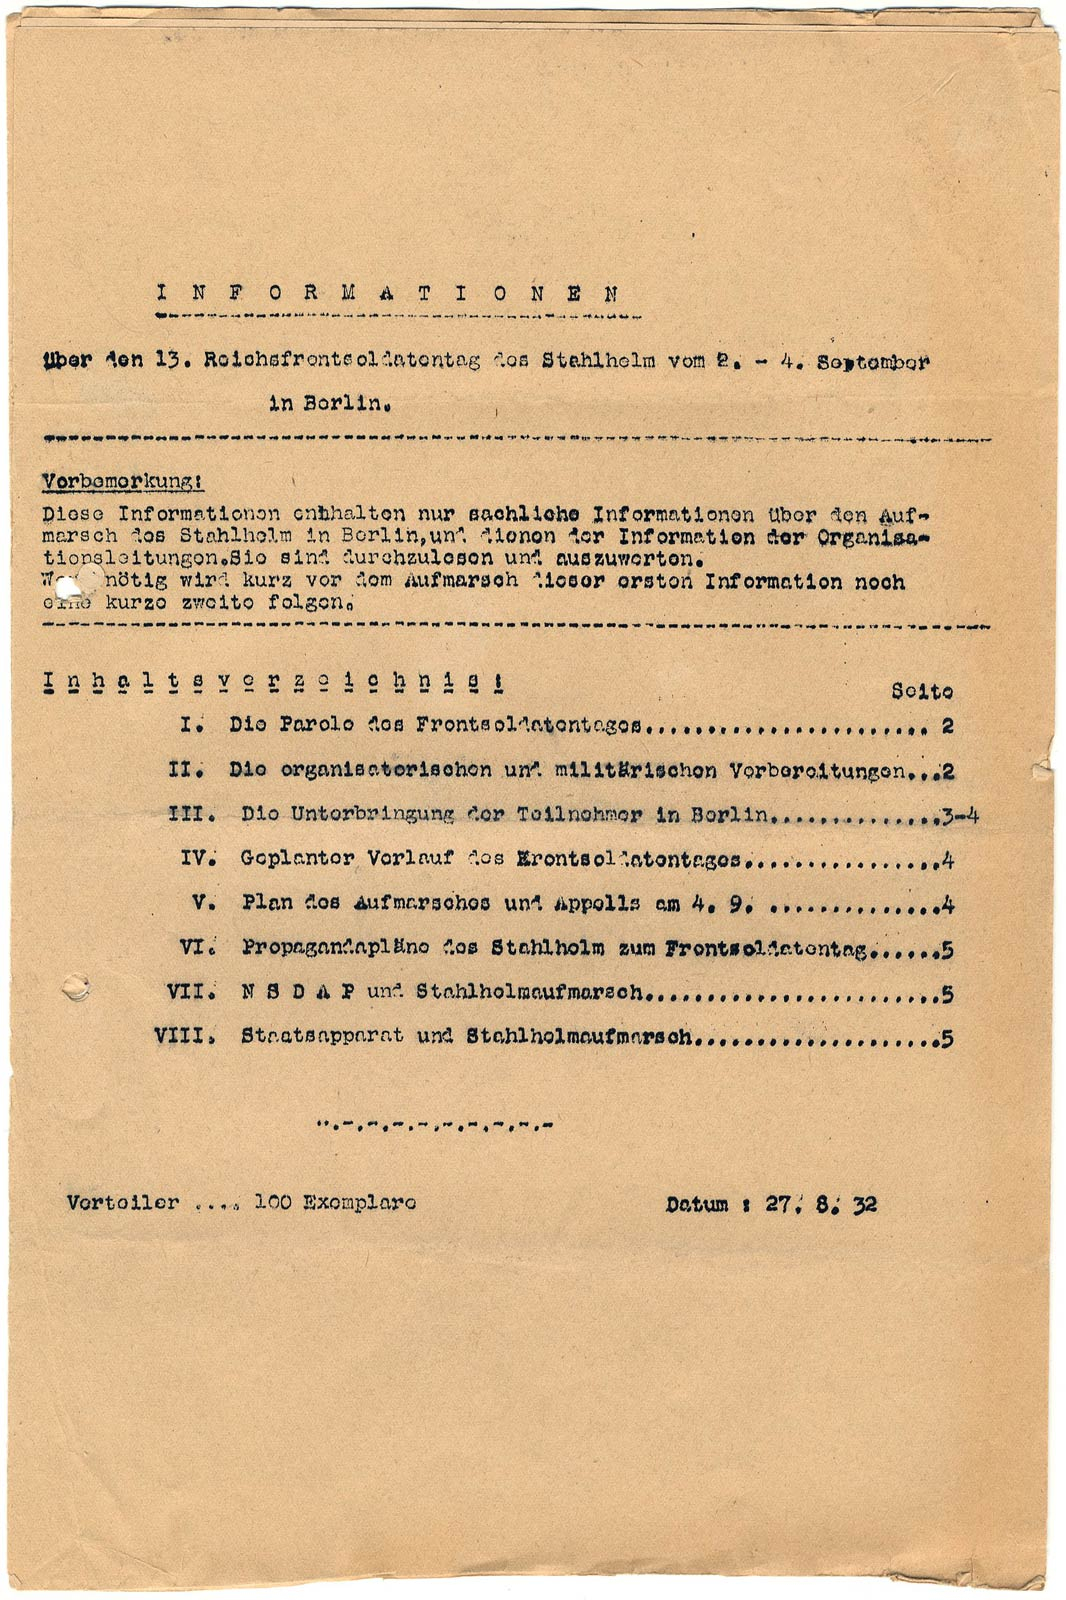 INFORMATIONEN
über den 13. Reichsfrontsoldatentag des Stahlhelm vom 2. - 4. September
in Berlin.
Vorbemerkung:
Diese Informationen enhhalten nur sachliche Informationen über den Auf-
marsch des Stahlhelm in Berlin,und dienen der Information der Organisa-
tionsleitungen.Sie sind durchzulesen und auszuwerten.
nötig wird kurz vor dem Aufmarsch dieser ersten Information noch
eine kurze zweite folgen.
Inhaltsverzeichnis:
Seite
I. Die Parole des Frontsoldatentages....................... 2
II. Die organisatorischen und militärischen Vorbereitungen...2
III. Die Unterbringung der Teilnehmer in Berlin..............3-4
IV. Geplanter Verlauf des Frontsoldatentages................4
V. Plan des Aufmarsches und Appells am 4. 9. ..............4
VI. Propagandapläne des Stahlhelm zum Frontsoldatentag......5
VII. N S D A P und Stahlhelmaufmarsch........................5
VIII. Staatsapparat und Stahlhelmaufmarsch....................5
Verteiler .... 100 Exemplare Datum : 27. 8. 32